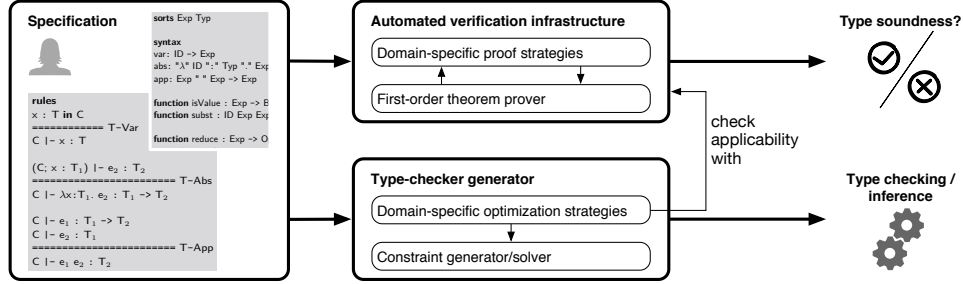 Specification
sorts Exp Typ
syntax
var: ID -> Exp
abs: "λ" ID ":" Typ "." Exp
app: Exp " " Exp -> Exp
function isValue : Exp -> B
function subst : ID Exp Exp
function reduce : Exp -> O
rules
x : T in C
============ T-Var
C |- x : T
(C; x : T₁) |- e₂ : T₂
======================== T-Abs
C |- λx:T₁. e₂ : T₁ -> T₂
C |- e₁ : T₁ -> T₂
C |- e₂ : T₁
======================== T-App
C |- e₁ e₂ : T₂
Automated verification infrastructure
Domain-specific proof strategies
First-order theorem prover
Type-checker generator
Domain-specific optimization strategies
Constraint generator/solver
check
applicability
with
Type soundness?
Type checking /
inference